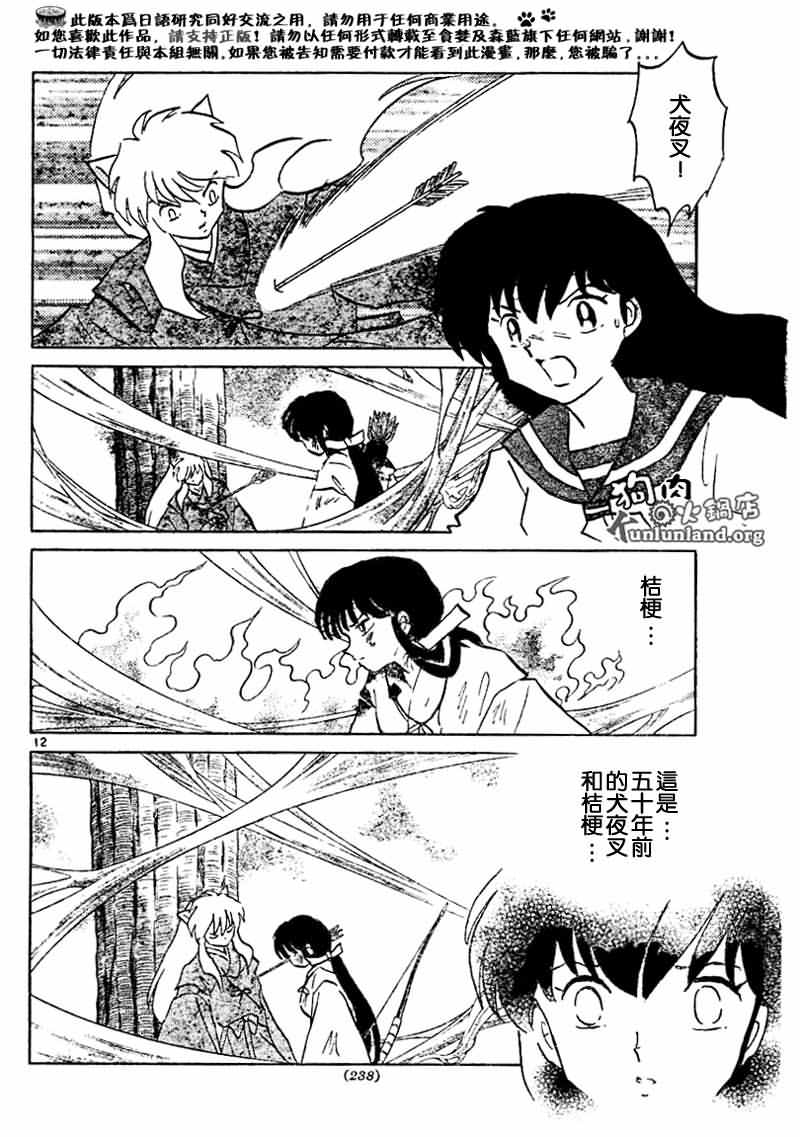 此版本爲日語研究同好交流之用，請勿用于任何商業用途。
如您喜歡此作品，請支持正版！請勿以任何形式轉載至貪婪及森藍旗下任何網站，謝謝！
一切法律責任與本組無關，如果您被告知需要付款才能看到此漫畫，那麼，您被騙了...
犬夜叉！
狗肉の火鍋店
Kunlunland.org
桔梗…
12
這是…
五十年前
的犬夜叉
和桔梗…
(238)